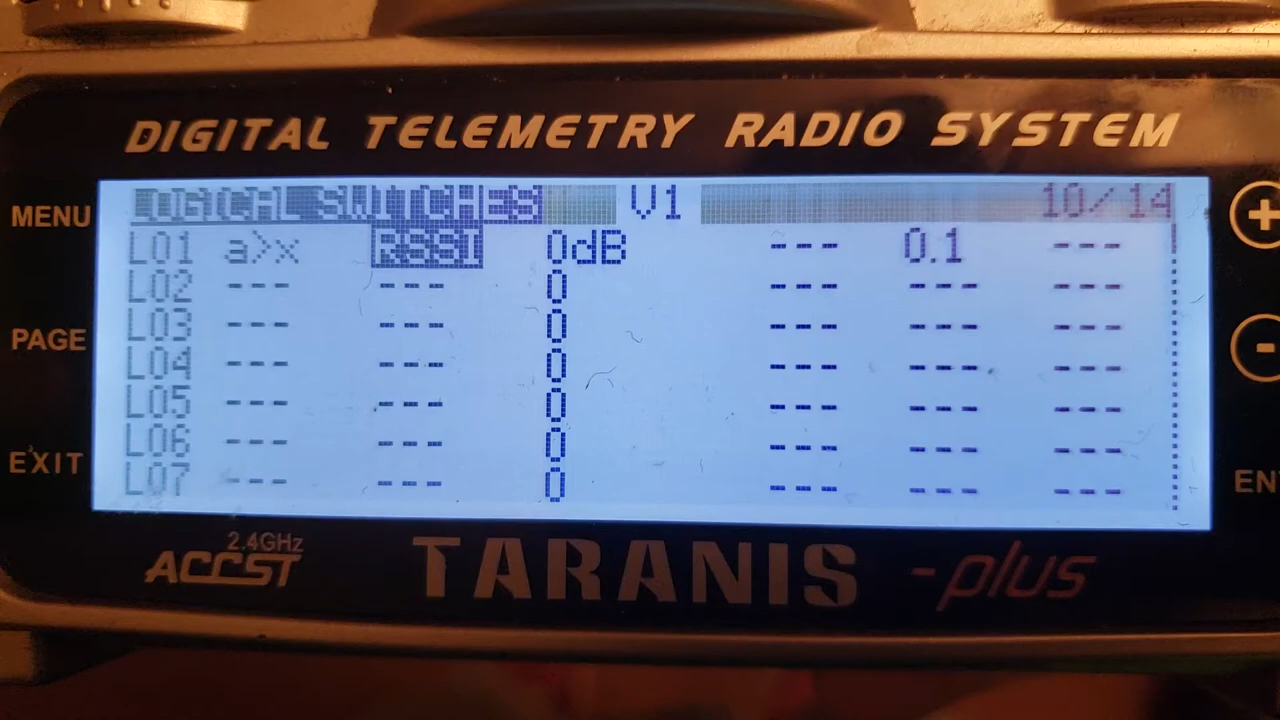 DIGITAL TELEMETRY RADIO SYSTEM
MENU
PAGE
EXIT
LOGICAL SWITCHES V1 10/14
L01 a>x RSSI 0dB --- 0.1 ---
L02 --- --- 0 --- --- ---
L03 --- --- 0 --- --- ---
L04 --- --- 0 --- --- ---
L05 --- --- 0 --- --- ---
L06 --- --- 0 --- --- ---
L07 --- --- 0 --- --- ---
+
-
EN
2.4GHz
ACCST
TARANIS -plus